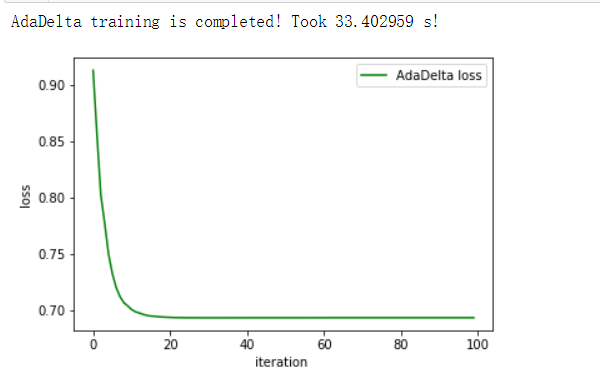 AdaDelta training is completed! Took 33.402959 s!
AdaDelta loss
0.90
0.85
0.80
0.75
0.70
loss
0 20 40 60 80 100
iteration